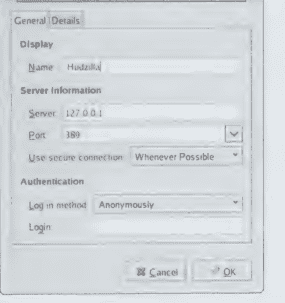 General Details
Display
Name Hudzilla
Server Information
Server 127.0.0.1
Port 389
Use secure connection Whenever Possible
Authentication
Log in method Anonymously
Login
Cancel OK